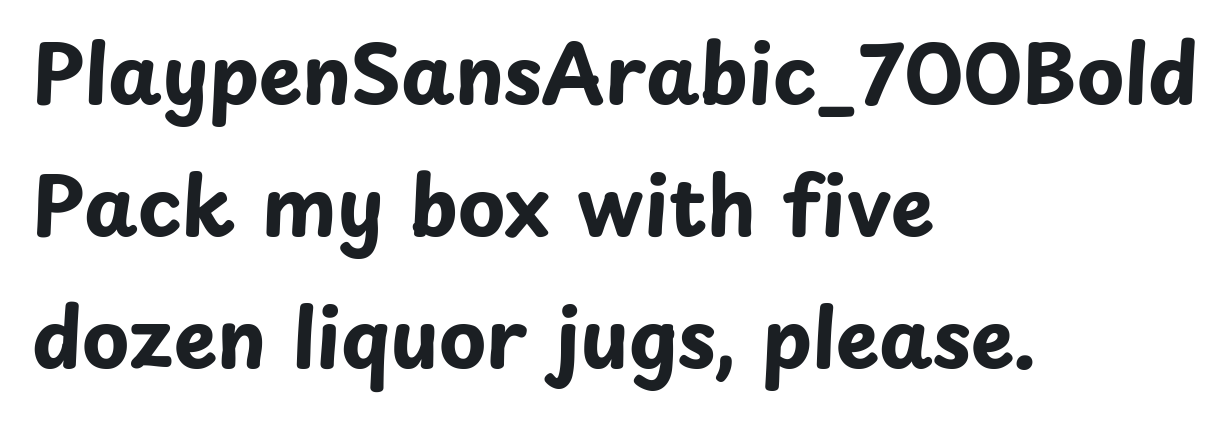 PlaypenSansArabic_700Bold
Pack my box with five
dozen liquor jugs, please.